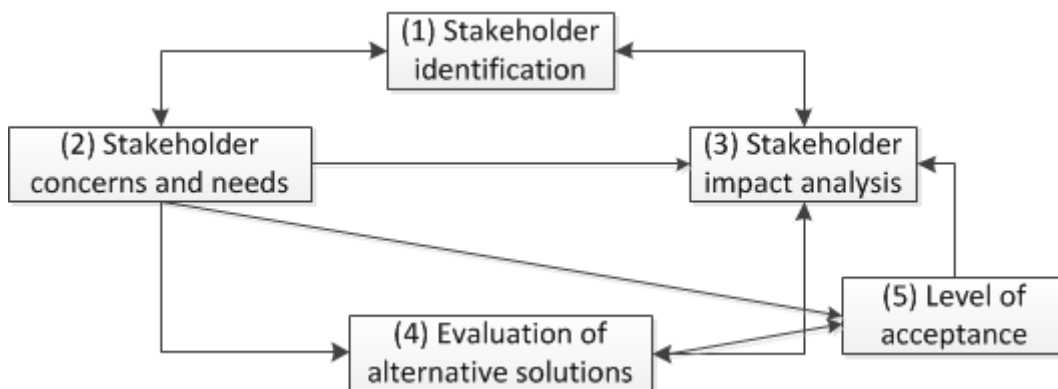 (1) Stakeholder
identification
(2) Stakeholder
concerns and needs
(3) Stakeholder
impact analysis
(4) Evaluation of
alternative solutions
(5) Level of
acceptance